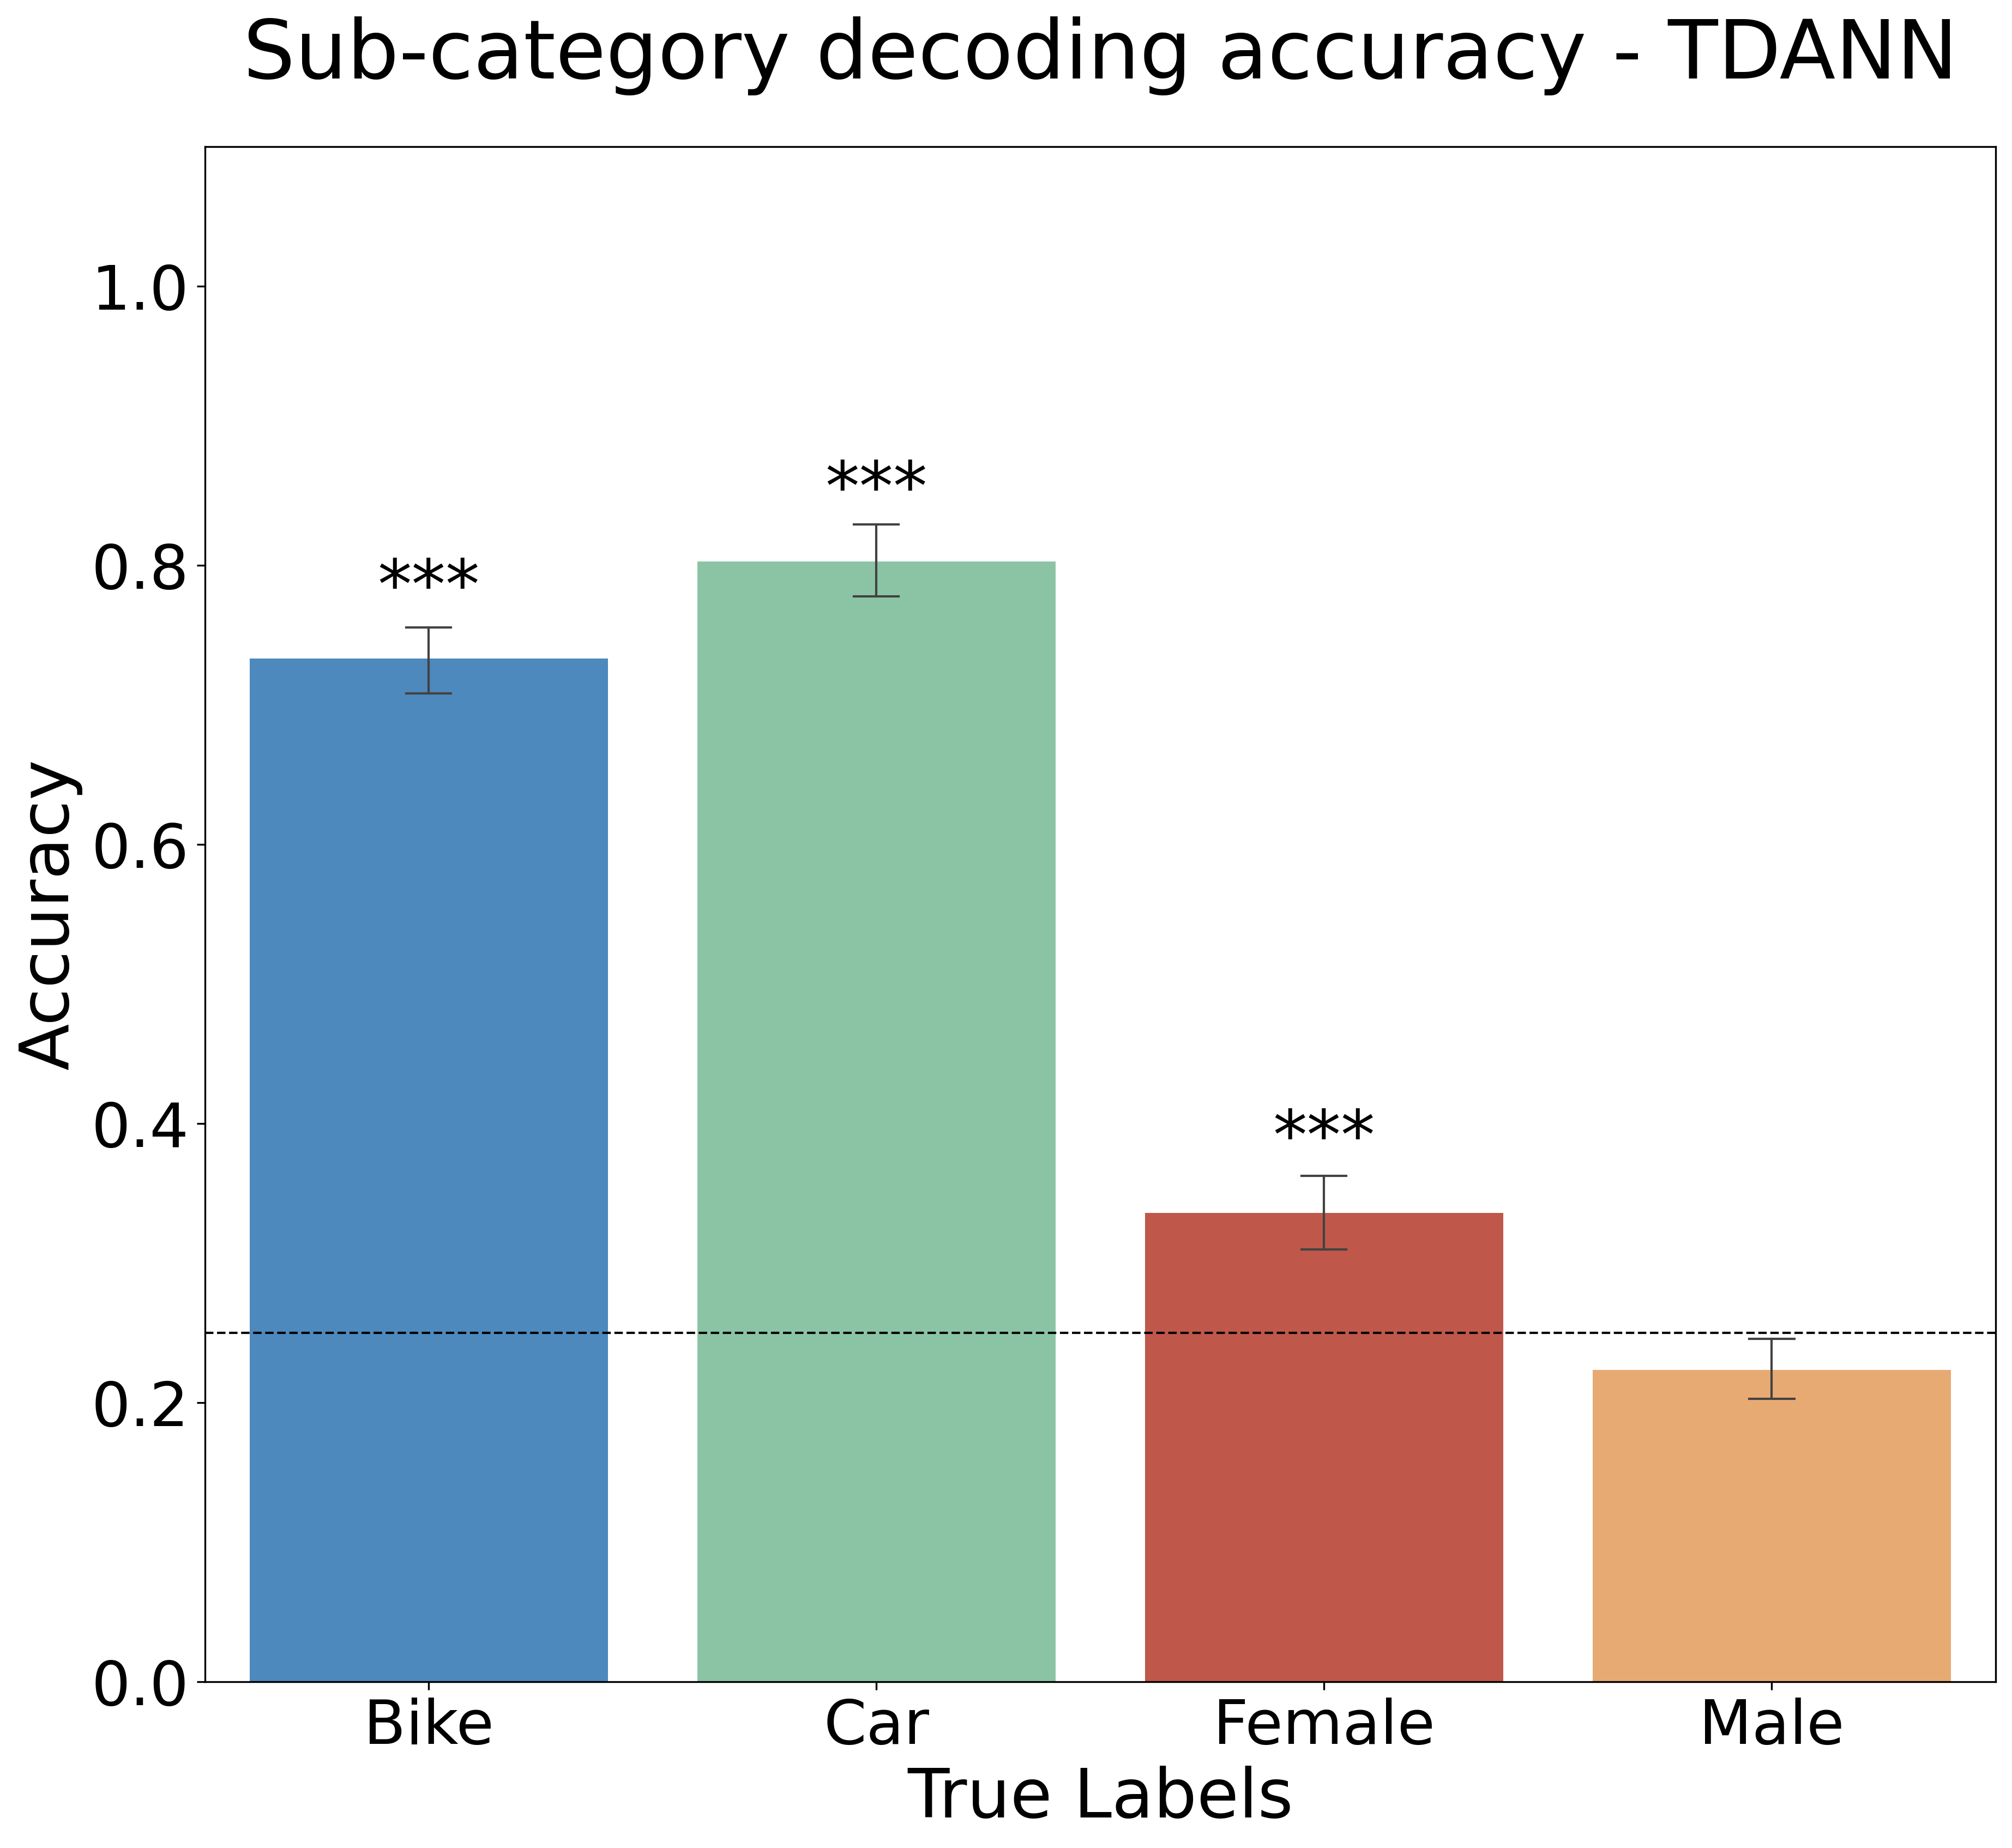 Sub-category decoding accuracy - TDANN
1.0
0.8
0.6
0.4
0.2
0.0
Accuracy
***
***
***
Bike
Car
Female
Male
True Labels